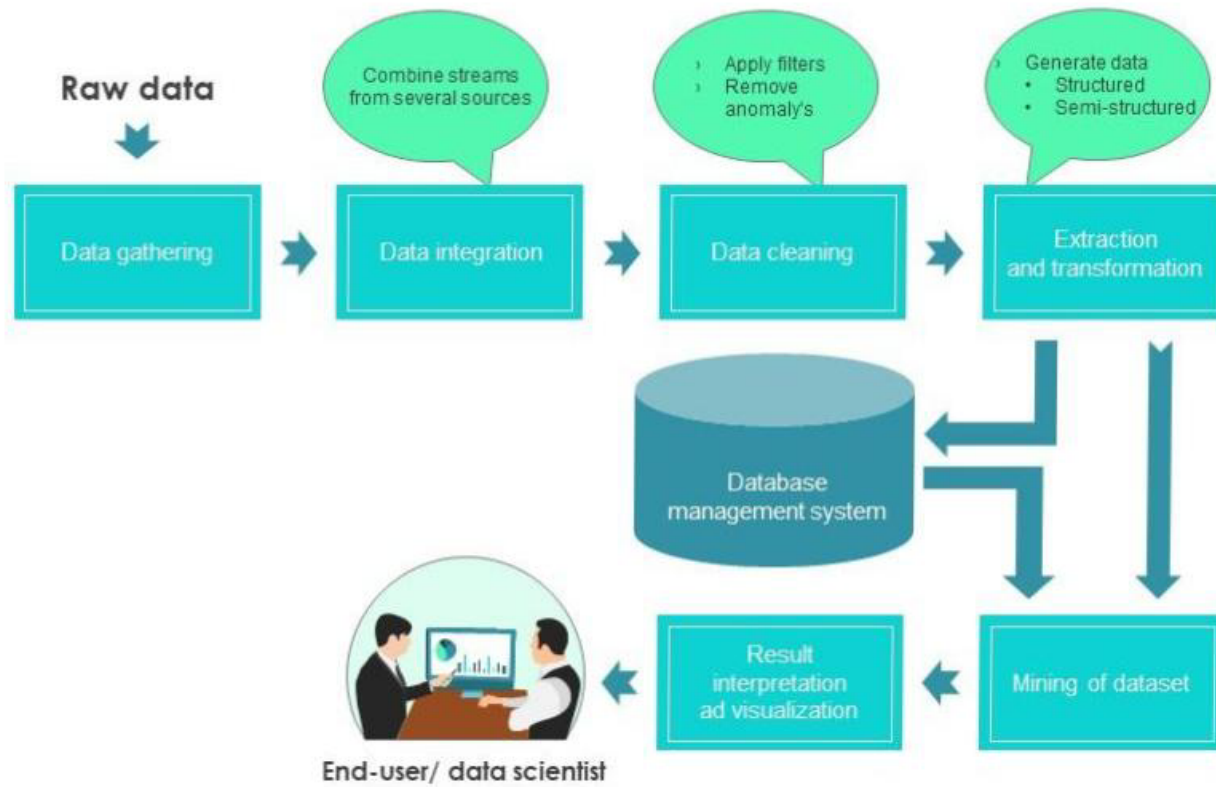 Raw data
Combine streams
from several sources
› Apply filters
› Remove
anomaly's
› Generate data
• Structured
• Semi-structured
Data gathering
Data integration
Data cleaning
Extraction
and transformation
Database
management system
Result
interpretation
ad visualization
Mining of dataset
End-user/ data scientist